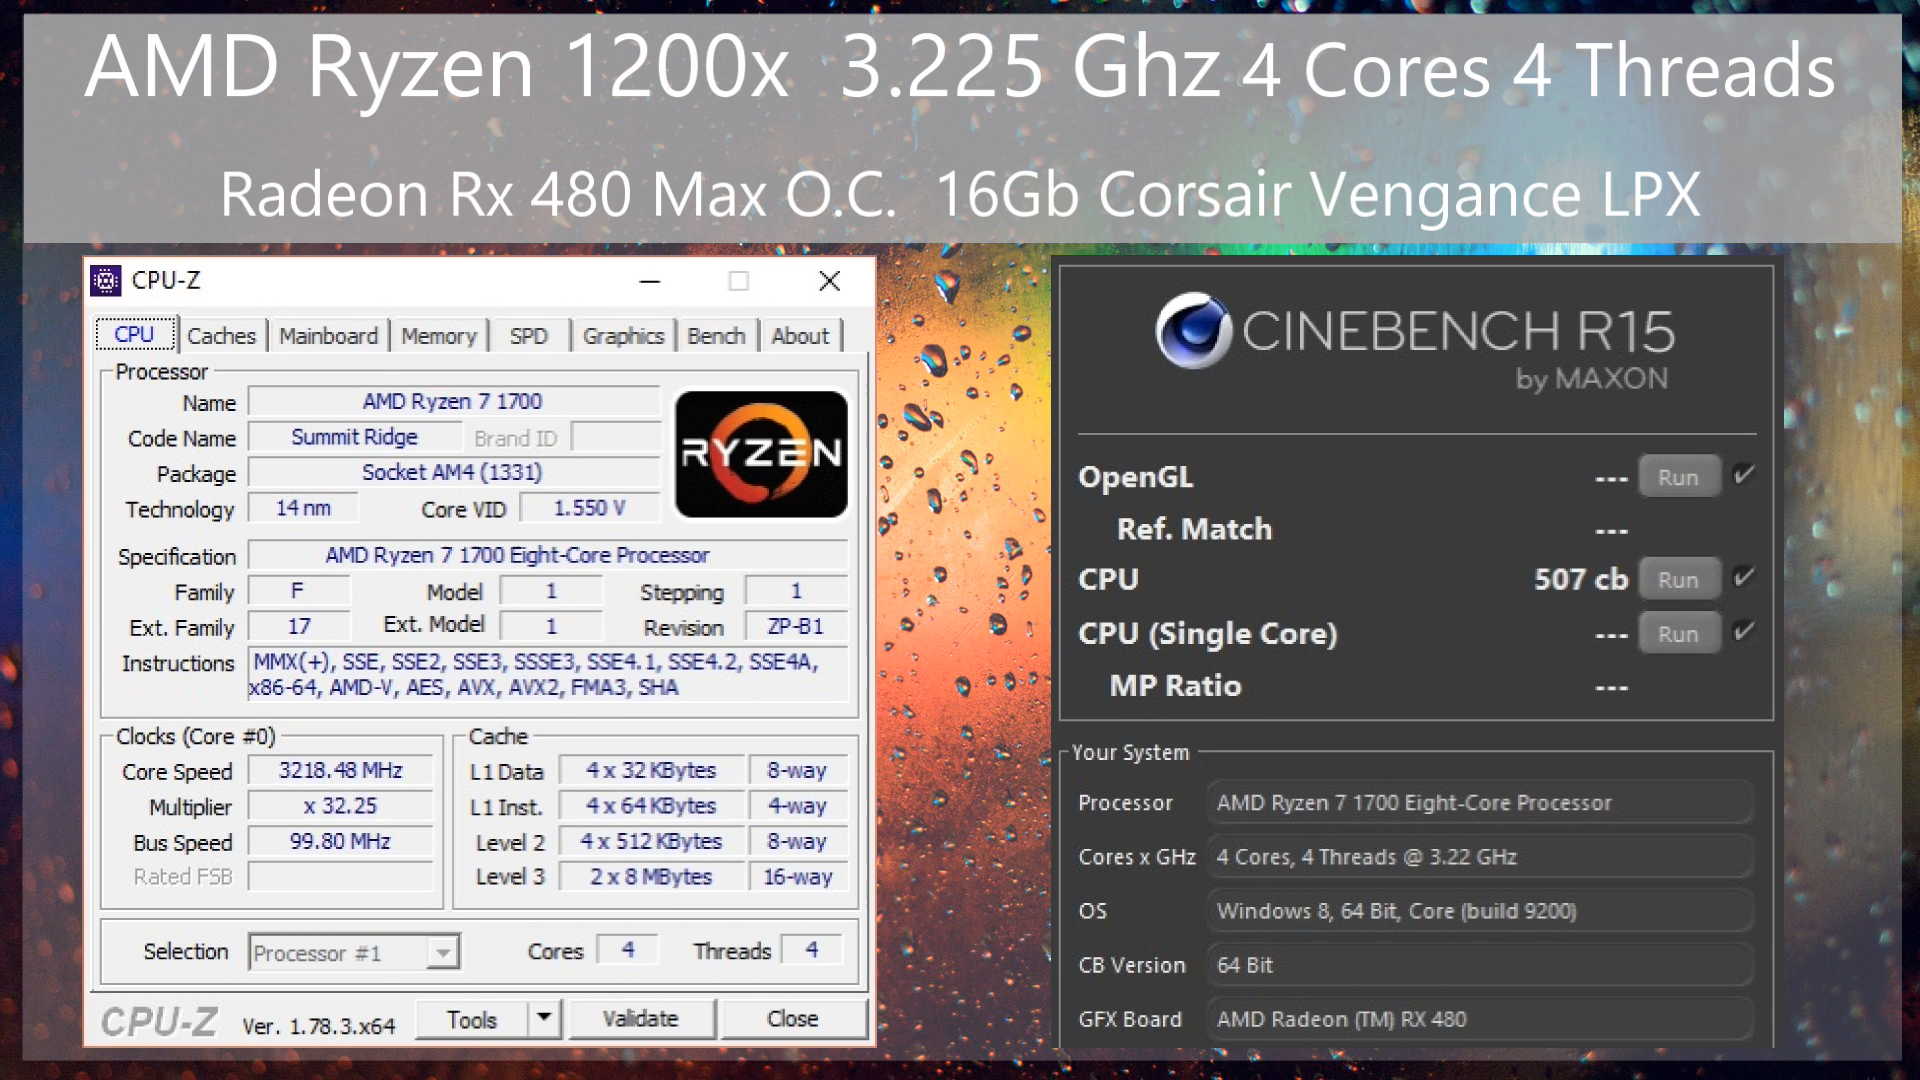 AMD Ryzen 1200x 3.225 Ghz 4 Cores 4 Threads
Radeon Rx 480 Max O.C. 16Gb Corsair Vengance LPX
CPU-Z
CPU Caches Mainboard Memory SPD Graphics Bench About
Processor
Name AMD Ryzen 7 1700
Code Name Summit Ridge Brand ID
Package Socket AM4 (1331)
Technology 14 nm Core VID 1.550 V
RYZEN
Specification AMD Ryzen 7 1700 Eight-Core Processor
Family F Model 1 Stepping 1
Ext. Family 17 Ext. Model 1 Revision ZP-B1
Instructions MMX(+), SSE, SSE2, SSE3, SSSE3, SSE4.1, SSE4.2, SSE4A,
x86-64, AMD-V, AES, AVX, AVX2, FMA3, SHA
Clocks (Core #0)
Core Speed 3218.48 MHz
Multiplier x 32.25
Bus Speed 99.80 MHz
Rated FSB
Cache
L1 Data 4 x 32 KBytes 8-way
L1 Inst. 4 x 64 KBytes 4-way
Level 2 4 x 512 KBytes 8-way
Level 3 2 x 8 MBytes 16-way
Selection Processor #1 Cores 4 Threads 4
CPU-Z Ver. 1.78.3.x64 Tools Validate Close
CINEBENCH R15
by MAXON
OpenGL --- Run
Ref. Match ---
CPU 507 cb Run
CPU (Single Core) --- Run
MP Ratio ---
Your System
Processor AMD Ryzen 7 1700 Eight-Core Processor
Cores x GHz 4 Cores, 4 Threads @ 3.22 GHz
OS Windows 8, 64 Bit, Core (build 9200)
CB Version 64 Bit
GFX Board AMD Radeon (TM) RX 480